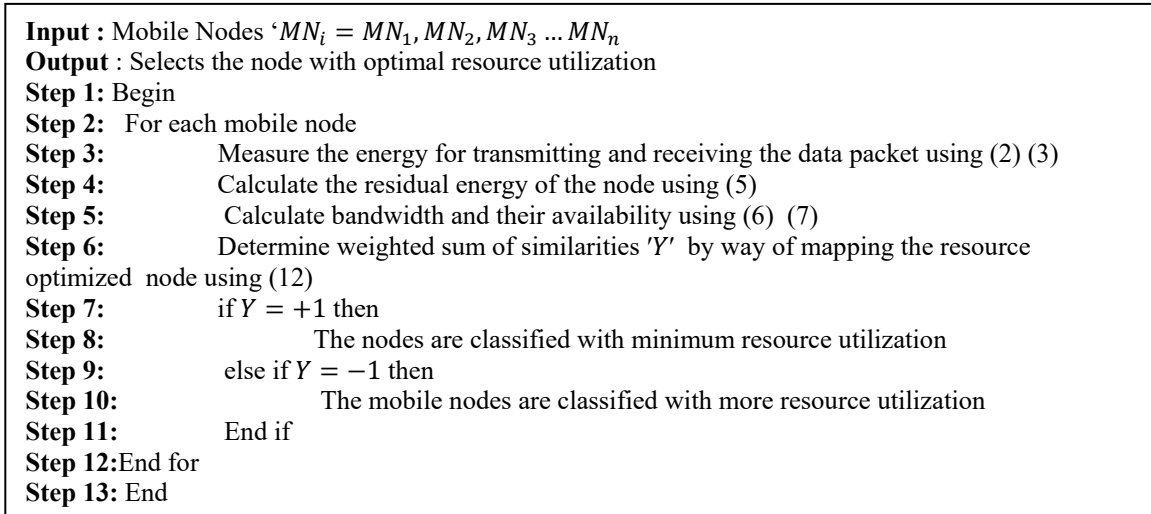 Input : Mobile Nodes ‘MNᵢ = MN₁, MN₂, MN₃ … MNₙ
Output : Selects the node with optimal resource utilization
Step 1: Begin
Step 2: For each mobile node
Step 3: Measure the energy for transmitting and receiving the data packet using (2) (3)
Step 4: Calculate the residual energy of the node using (5)
Step 5: Calculate bandwidth and their availability using (6) (7)
Step 6: Determine weighted sum of similarities 'Y' by way of mapping the resource
optimized node using (12)
Step 7: if Y = +1 then
Step 8: The nodes are classified with minimum resource utilization
Step 9: else if Y = −1 then
Step 10: The mobile nodes are classified with more resource utilization
Step 11: End if
Step 12:End for
Step 13: End